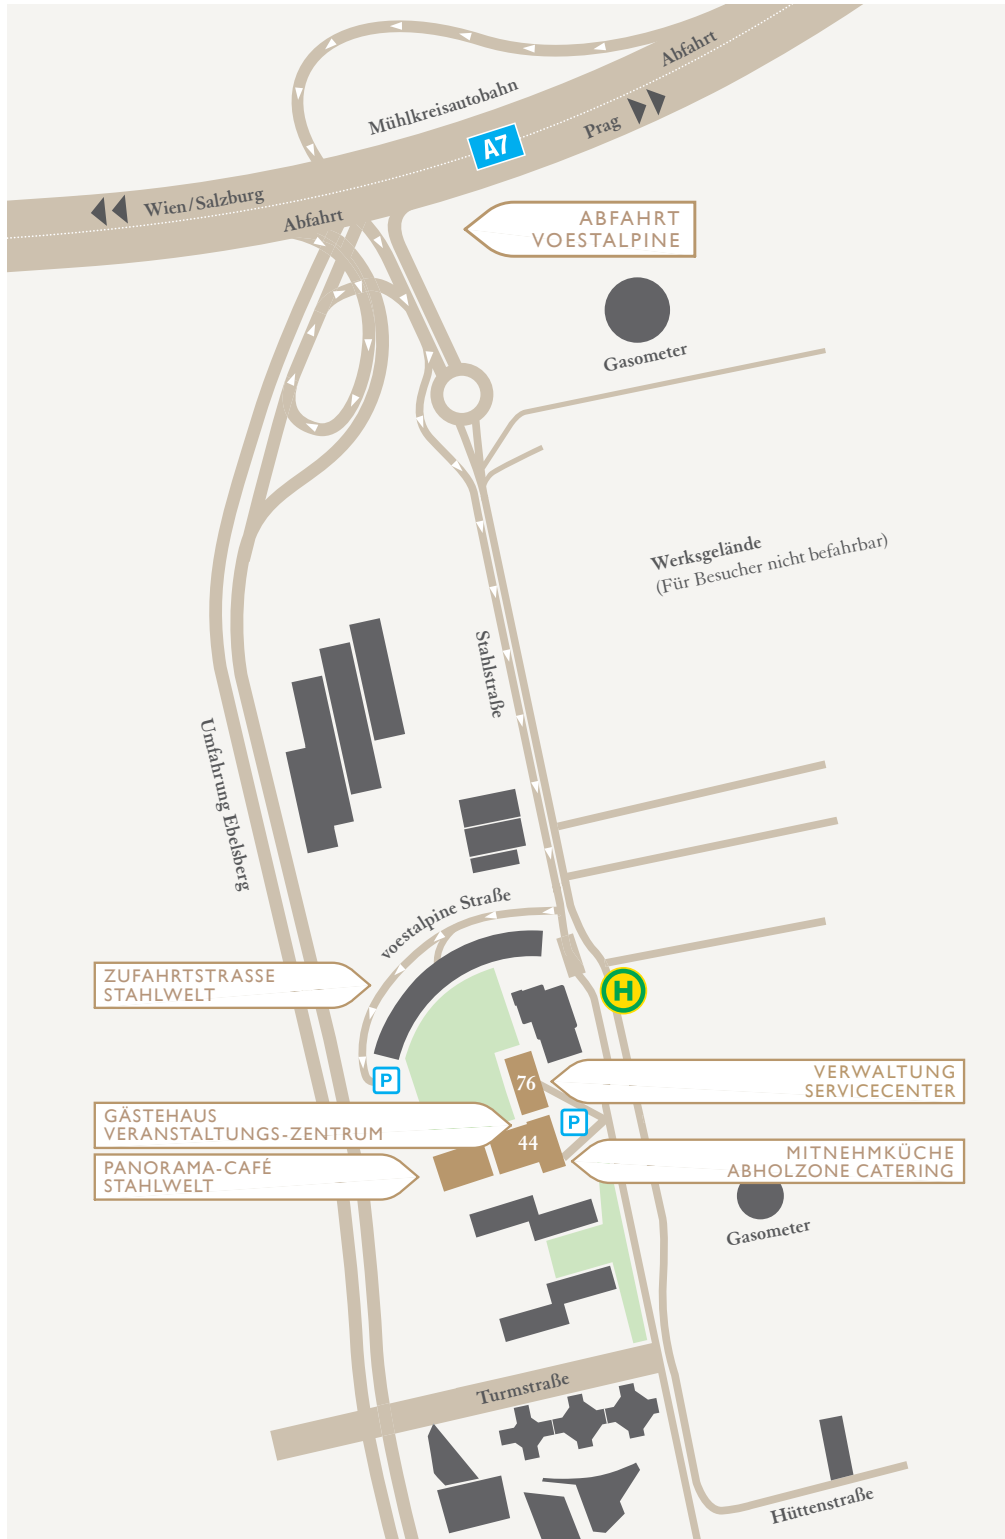 Abfahrt
Mühlkreisautobahn
Prag
A7
Wien/Salzburg
Abfahrt
ABFAHRT
VOESTALPINE
Gasometer
Werksgelände
(Für Besucher nicht befahrbar)
Stahlstraße
Umfahrung Ebelsberg
voestalpine Straße
ZUFAHRTSTRASSE
STAHLWELT
H
P
76
VERWALTUNG
SERVICECENTER
GÄSTEHAUS
VERANSTALTUNGS-ZENTRUM
P
44
MITNEHMKÜCHE
ABHOLZONE CATERING
PANORAMA-CAFÉ
STAHLWELT
Gasometer
Turmstraße
Hüttenstraße